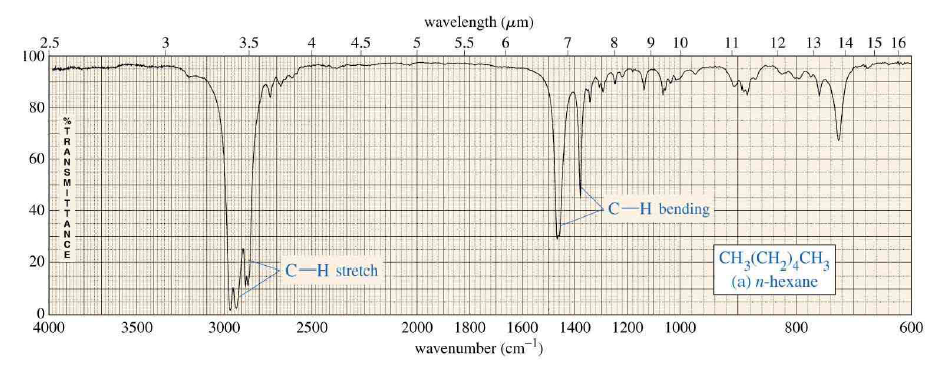 wavelength (μm)
2.5 3 3.5 4 4.5 5 5.5 6 7 8 9 10 11 12 13 14 15 16
100
80
60
40
20
0
%TRANSMITTANCE
C—H stretch
C—H bending
CH₃(CH₂)₄CH₃
(a) n-hexane
4000 3500 3000 2500 2000 1800 1600 1400 1200 1000 800 600
wavenumber (cm⁻¹)